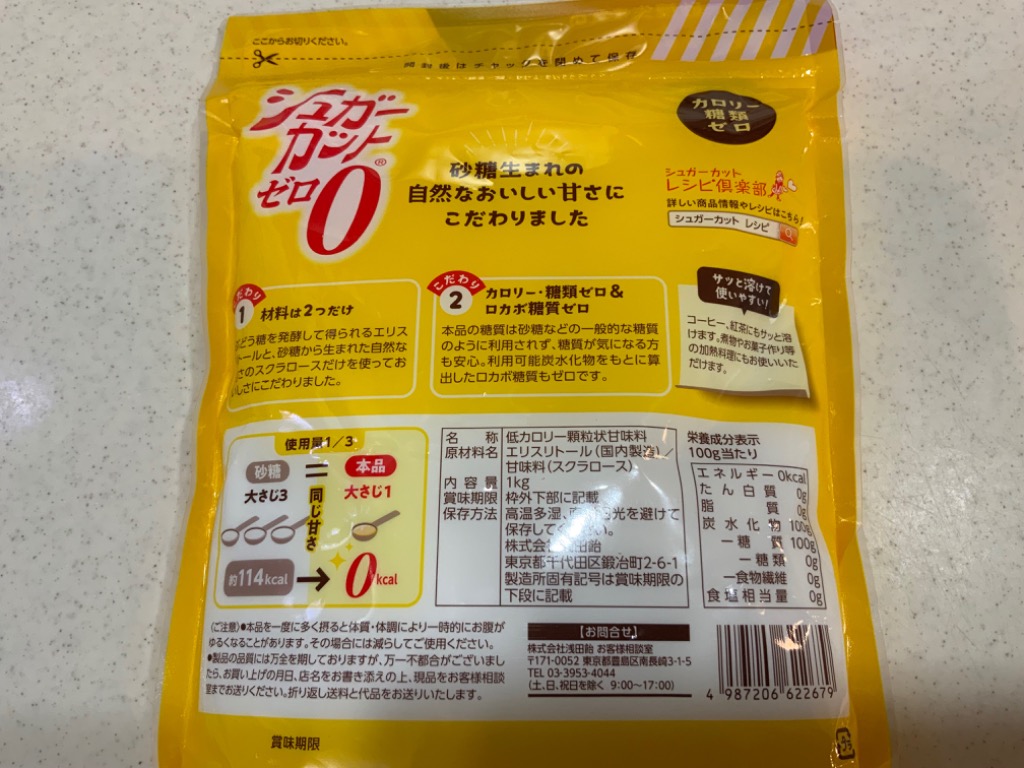 ここからお切りください。
開封後はチャックを閉めて保存
シュガー
カット
ゼロ0®
砂糖生まれの
自然なおいしい甘さに
こだわりました
カロリー
糖類
ゼロ
シュガーカット
レシピ倶楽部
詳しい商品情報やレシピはこちら!
シュガーカット レシピ
こだわり
1 材料は2つだけ
ぶどう糖を発酵して得られるエリス
リトールと、砂糖から生まれた自然な
甘さのスクラロースだけを使ってお
いしさにこだわりました。
こだわり
2 カロリー・糖類ゼロ&
ロカボ糖質ゼロ
本品の糖質は砂糖などの一般的な糖質
のように利用されず、糖質が気になる方
も安心。利用可能炭水化物をもとに算
出したロカボ糖質もゼロです。
サッと溶けて
使いやすい!
コーヒー、紅茶にもサッと溶
けます。煮物やお菓子作り等
の加熱料理にもお使いいた
だけます。
使用量1/3
砂糖 = 本品
大さじ3 同じ甘さ 大さじ1
約114kcal → 0kcal
名称 低カロリー顆粒状甘味料
原材料名 エリスリトール(国内製造)/
甘味料(スクラロース)
内容量 1kg
賞味期限 枠外下部に記載
保存方法 高温多湿、直射日光を避けて
保存してください。
株式会社浅田飴
東京都千代田区鍛冶町2-6-1
製造所固有記号は賞味期限の
下段に記載
栄養成分表示
100g当たり
エネルギー 0kcal
たん白質 0g
脂質 0g
炭水化物 100g
ー糖質 100g
ー糖類 0g
ー食物繊維 0g
食塩相当量 0g
〈ご注意〉●本品を一度に多く摂ると体質・体調により一時的にお腹が
ゆるくなることがあります。その場合には減らしてご使用ください。
●製品の品質には万全を期しておりますが、万一不都合がございまし
たら、お買い上げの月日、店名をお書き添えの上、現品をお客様相談
室までお送りください。折り返し送料と代品をお送りいたします。
【お問合せ】
株式会社浅田飴 お客様相談室
〒171-0052 東京都豊島区南長崎3-1-5
TEL 03-3953-4044
(土、日、祝日を除く 9:00〜17:00)
4 987206 622679
賞味期限
プラ